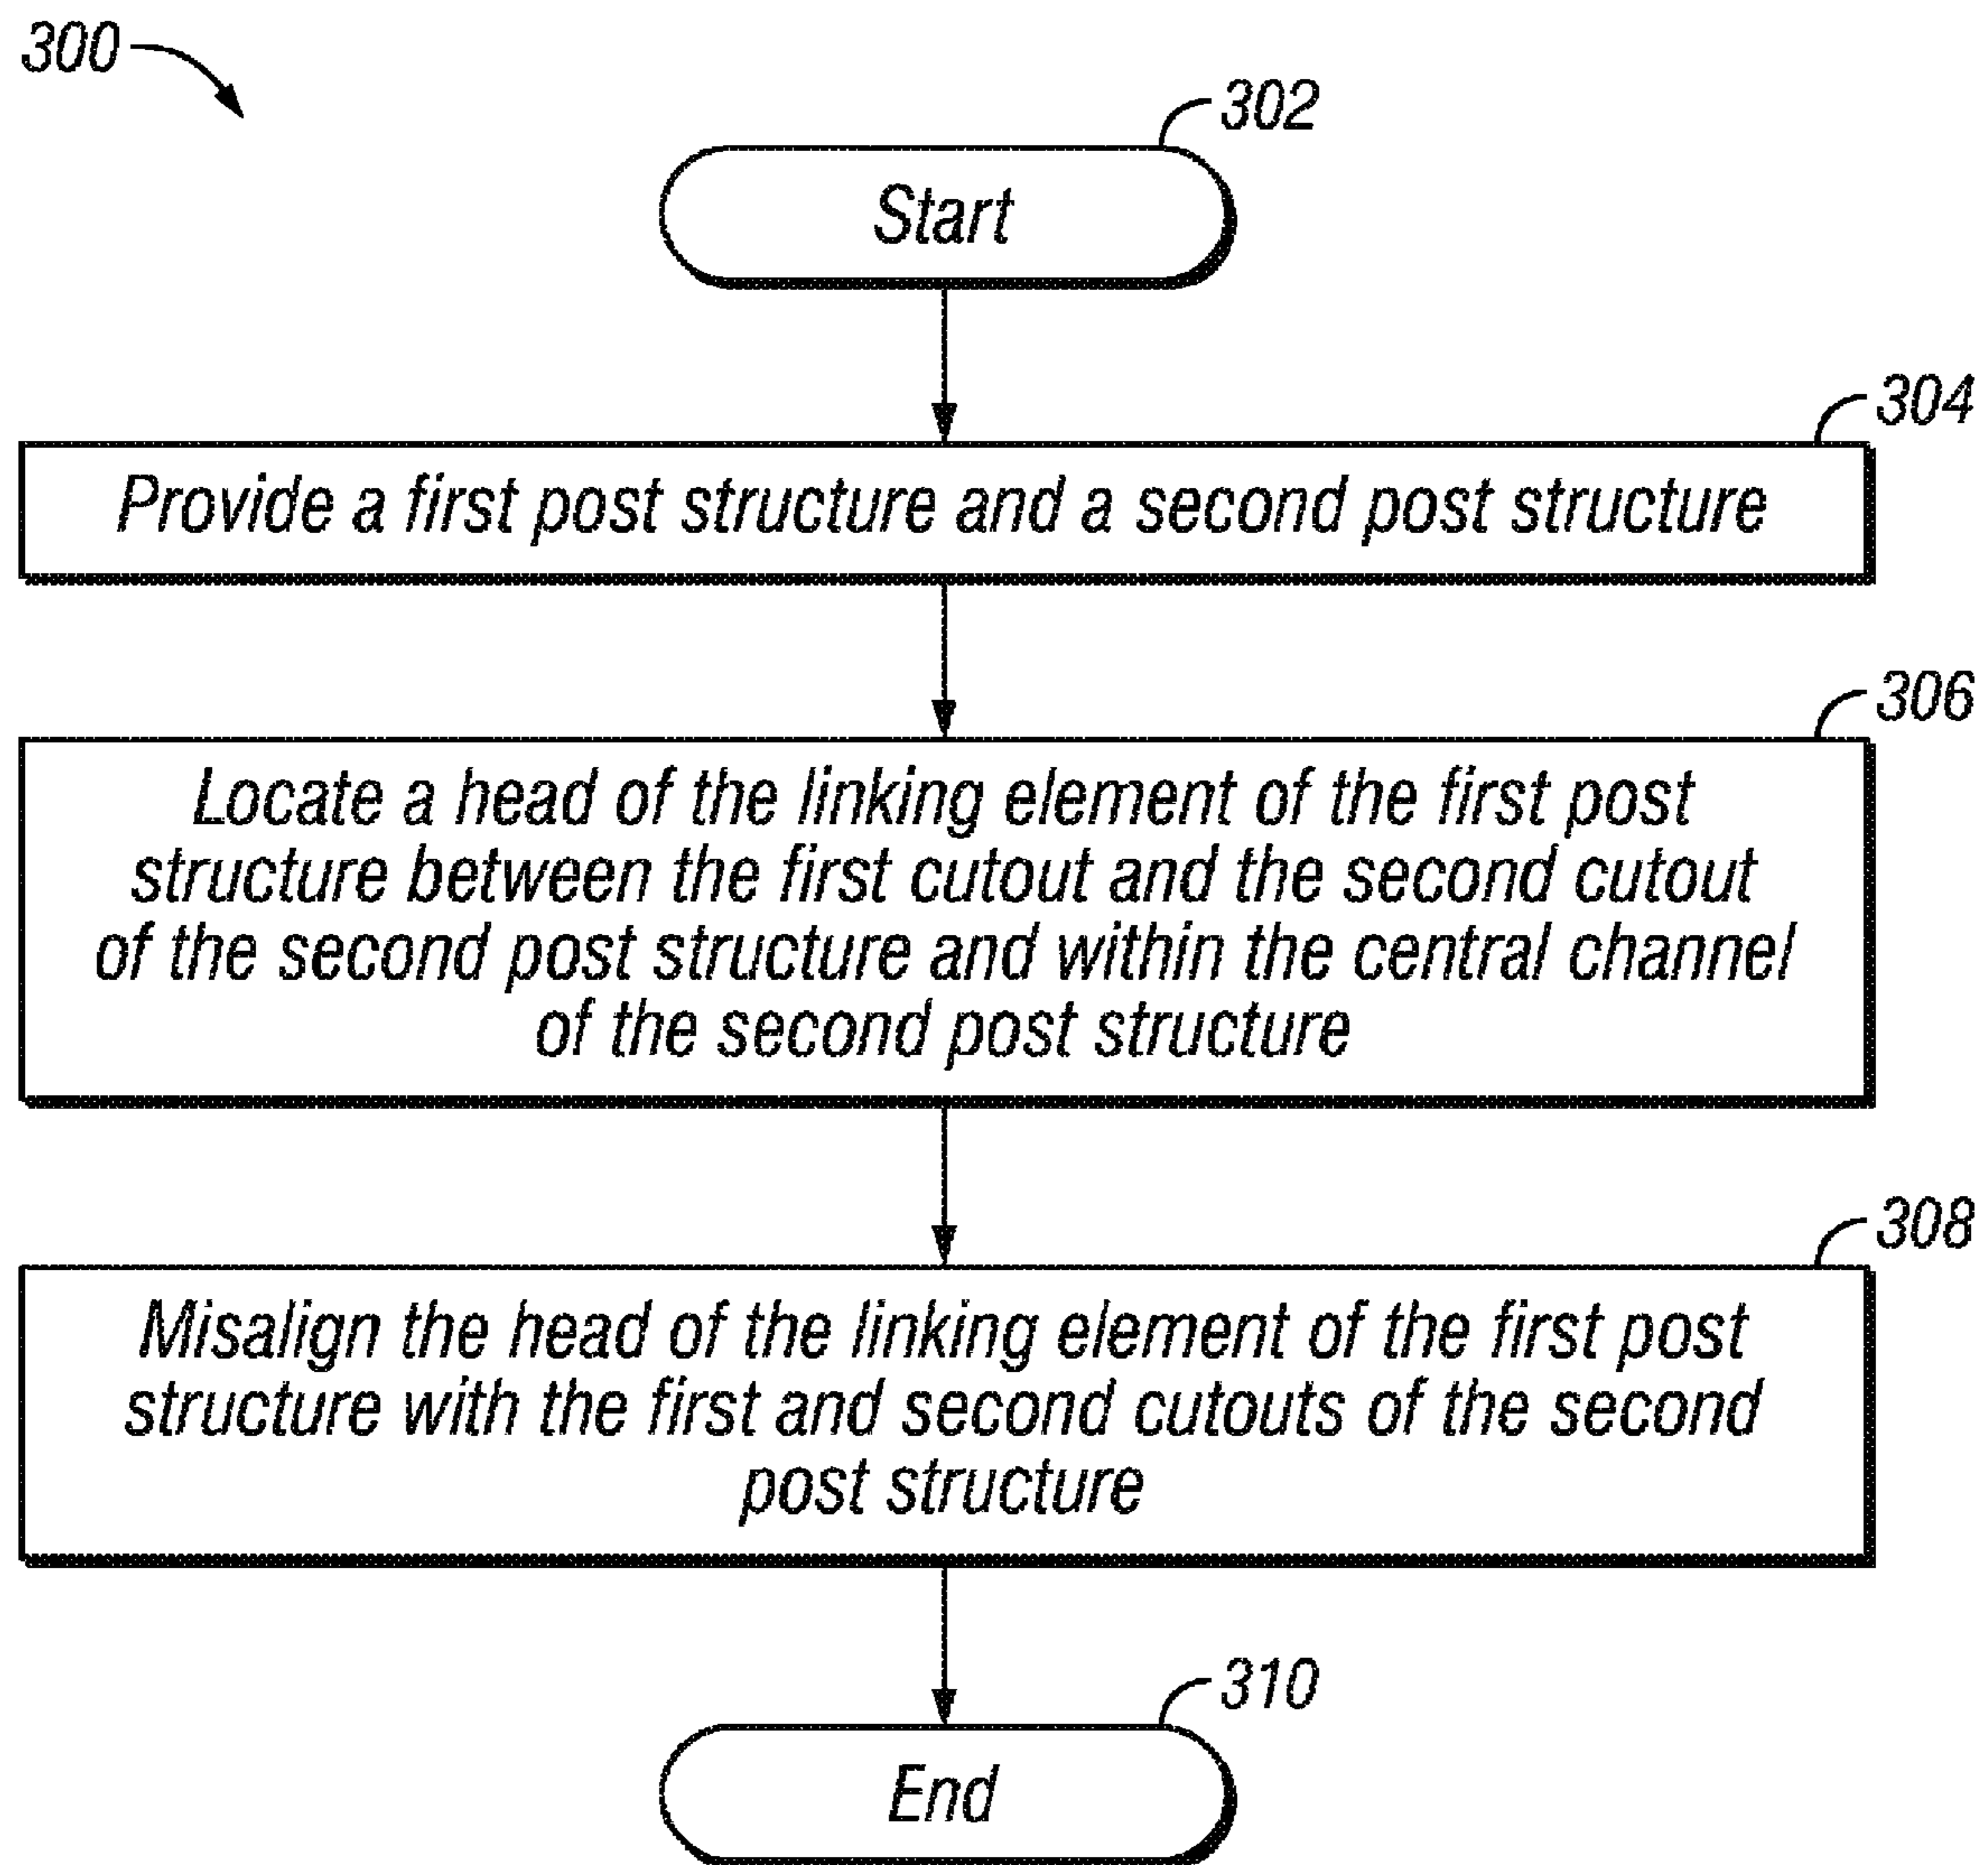 300
302
Start
304
Provide a first post structure and a second post structure
306
Locate a head of the linking element of the first post
structure between the first cutout and the second cutout
of the second post structure and within the central channel
of the second post structure
308
Misalign the head of the linking element of the first post
structure with the first and second cutouts of the second
post structure
310
End